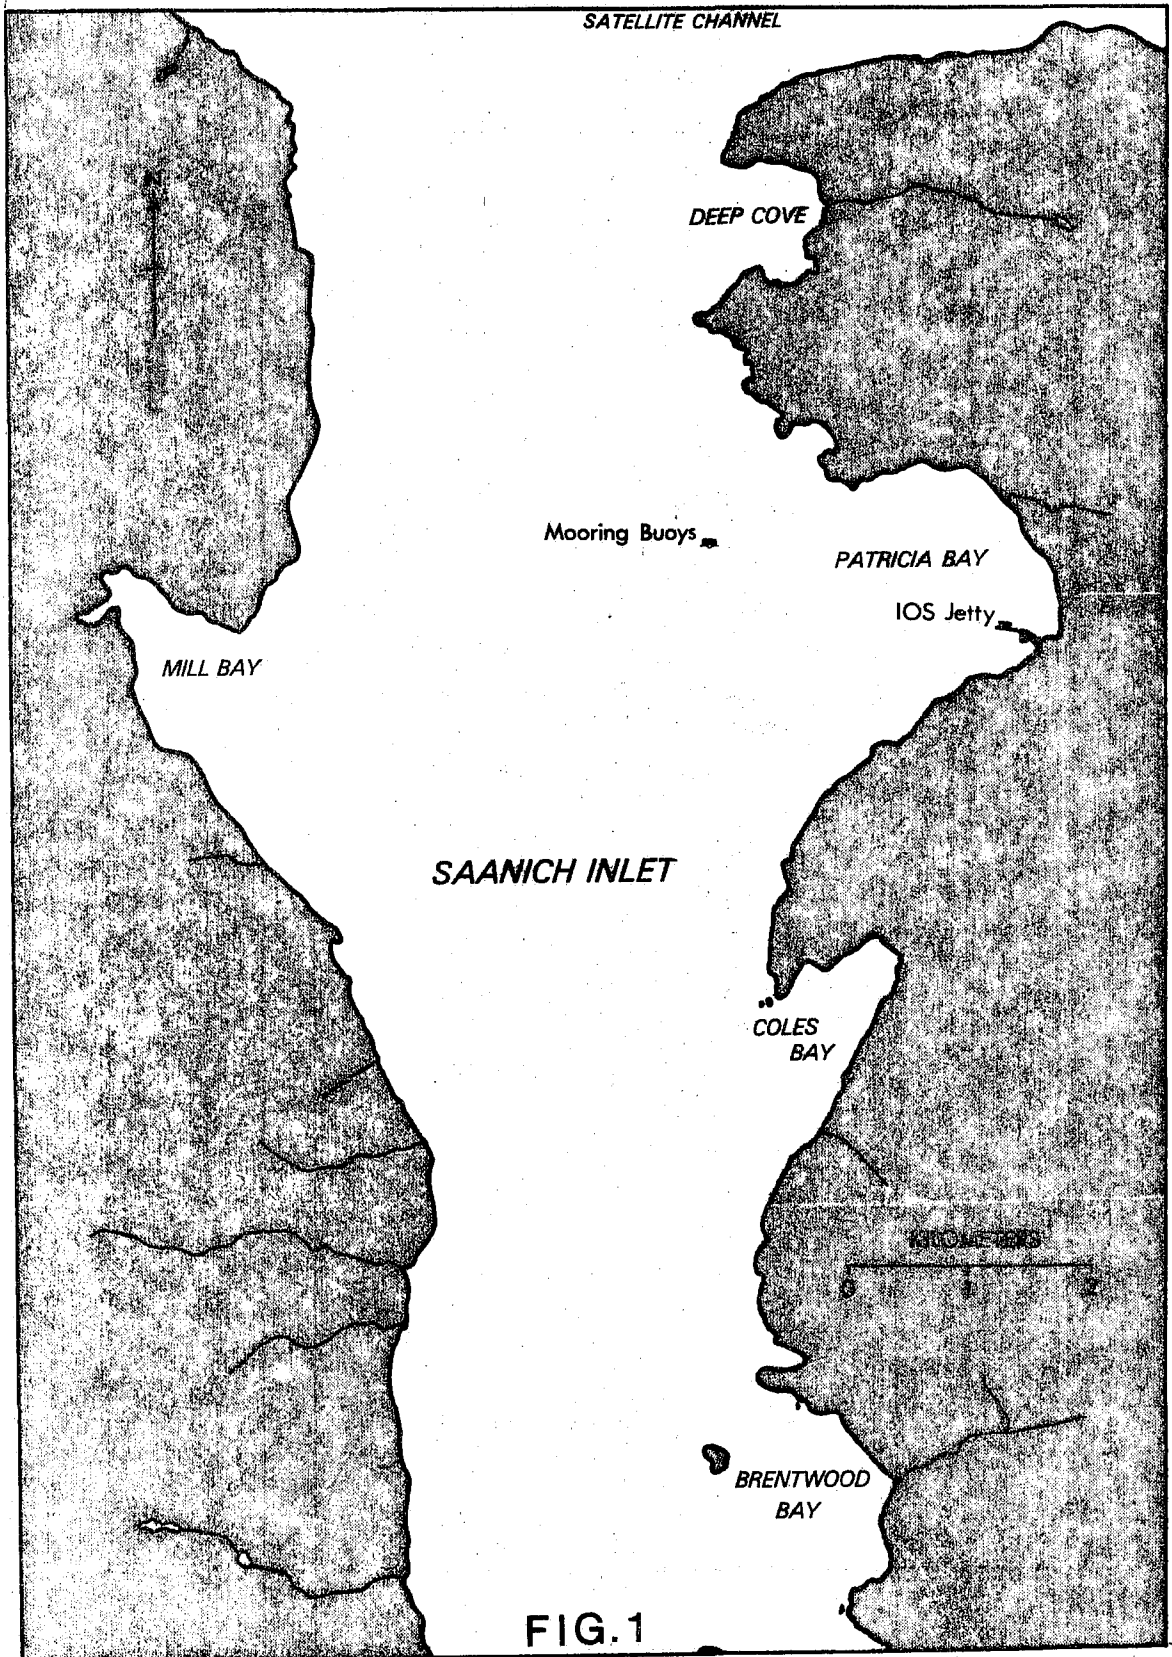 SATELLITE CHANNEL
N
DEEP COVE
Mooring Buoys
PATRICIA BAY
IOS Jetty
MILL BAY
SAANICH INLET
COLES
BAY
KILOMETERS
0 1 2
BRENTWOOD
BAY
FIG.1